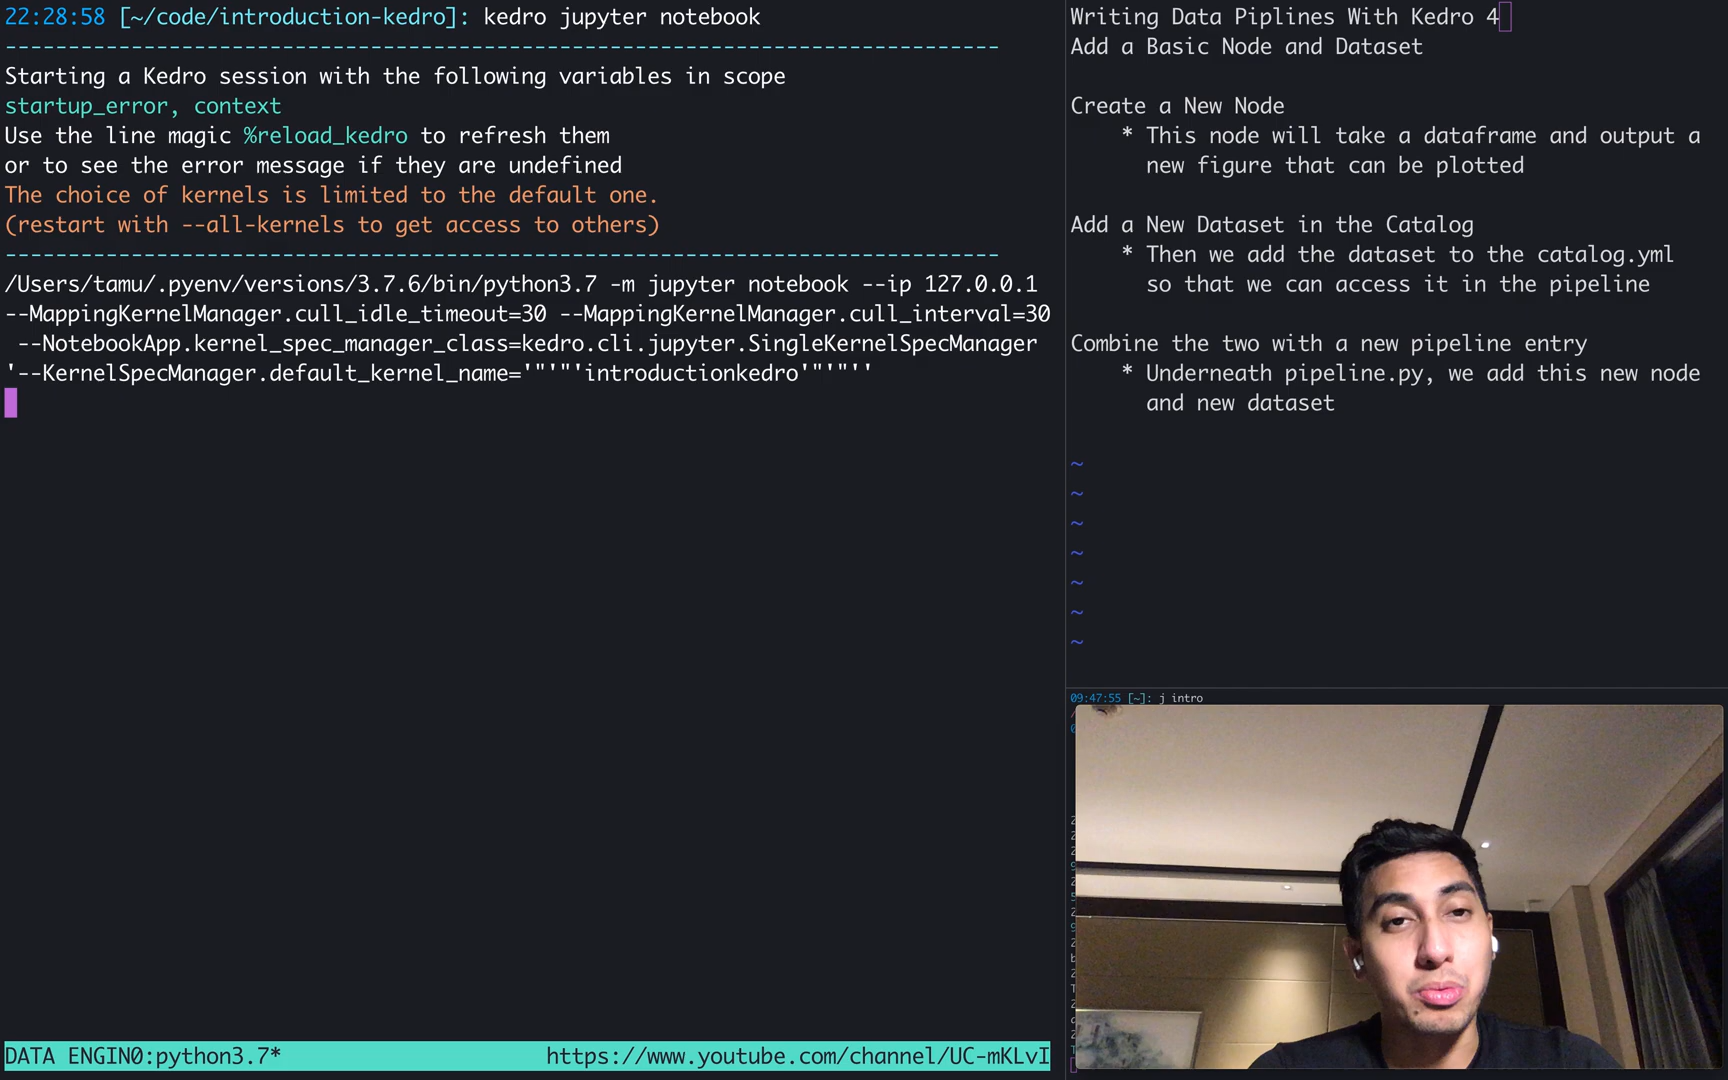 22:28:58 [~/code/introduction-kedro]: kedro jupyter notebook
--------------------------------------------------------------------------------
Starting a Kedro session with the following variables in scope
startup_error, context
Use the line magic %reload_kedro to refresh them
or to see the error message if they are undefined
The choice of kernels is limited to the default one.
(restart with --all-kernels to get access to others)
--------------------------------------------------------------------------------
/Users/tamu/.pyenv/versions/3.7.6/bin/python3.7 -m jupyter notebook --ip 127.0.0.1
--MappingKernelManager.cull_idle_timeout=30 --MappingKernelManager.cull_interval=30
--NotebookApp.kernel_spec_manager_class=kedro.cli.jupyter.SingleKernelSpecManager
'--KernelSpecManager.default_kernel_name='"'"'introductionkedro'"'"''
DATA ENGIN0:python3.7* https://www.youtube.com/channel/UC-mKLvI
Writing Data Piplines With Kedro 4
Add a Basic Node and Dataset
Create a New Node
* This node will take a dataframe and output a
new figure that can be plotted
Add a New Dataset in the Catalog
* Then we add the dataset to the catalog.yml
so that we can access it in the pipeline
Combine the two with a new pipeline entry
* Underneath pipeline.py, we add this new node
and new dataset
~
~
~
~
~
~
~
09:47:55 [~]: j intro